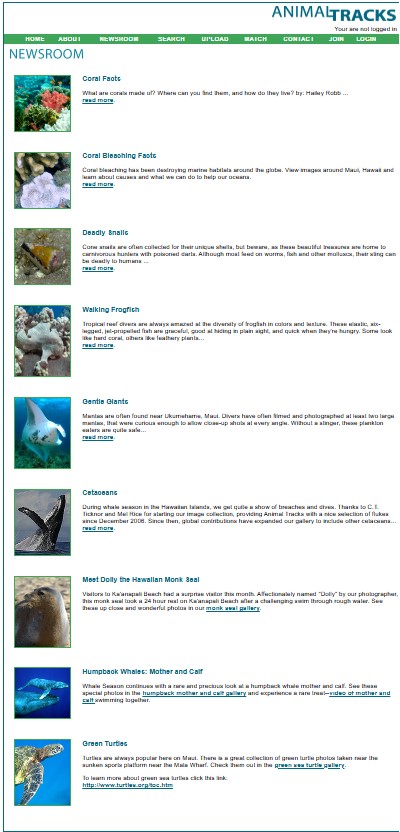 ANIMALTRACKS
Your are not logged in
HOME ABOUT NEWSROOM SEARCH UPLOAD MATCH CONTACT JOIN LOGIN
NEWSROOM
Coral Facts
What are corals made of? Where can you find them, and how do they live? by: Hailey Robb ...
read more.
Coral Bleaching Facts
Coral bleaching has been destroying marine habitats around the globe. View images around Maui, Hawaii and
learn about causes and what we can do to help our oceans.
read more.
Deadly Snails
Cone snails are often collected for their unique shells, but beware, as these beautiful treasures are home to
carnivorous hunters with poisoned darts. Although most feed on worms, fish and other molluscs, their sting can
be deadly to humans ...
read more.
Walking Frogfish
Tropical reef divers are always amazed at the diversity of frogfish in colors and texture. These elastic, six-
legged, jet-propelled fish are graceful, good at hiding in plain sight, and quick when they're hungry. Some look
like hard coral, others like feathery plants...
read more.
Gentle Giants
Mantas are often found near Ukumehame, Maui. Divers have often filmed and photographed at least two large
mantas, that were curious enough to allow close-up shots at every angle. Without a stinger, these plankton
eaters are quite safe...
read more.
Cetaceans
During whale season in the Hawaiian Islands, we get quite a show of breaches and dives. Thanks to C.T.
Ticknor and Mel Rice for starting our image collection, providing Animal Tracks with a nice selection of flukes
since December 2006. Since then, global contributions have expanded our gallery to include other cetaceans...
read more.
Meet Dolly the Hawaiian Monk Seal
Visitors to Ka'anapali Beach had a surprise visitor this month. Affectionately named "Dolly" by our photographer,
this monk seal took a 24 hour rest on Ka'anapali Beach after a challenging swim through rough water. See
these up close and wonderful photos in our monk seal gallery.
Humpback Whales: Mother and Calf
Whale Season continues with a rare and precious look at a humpback whale mother and calf. See these
special photos in the humpback mother and calf gallery and experience a rare treat--video of mother and
calf swimming together.
Green Turtles
Turtles are always popular here on Maui. There is a great collection of green turtle photos taken near the
sunken sports platform near the Mala Wharf. Check them out in the green sea turtle gallery.
To learn more about green sea turtles click this link:
http://www.turtles.org/toc.htm